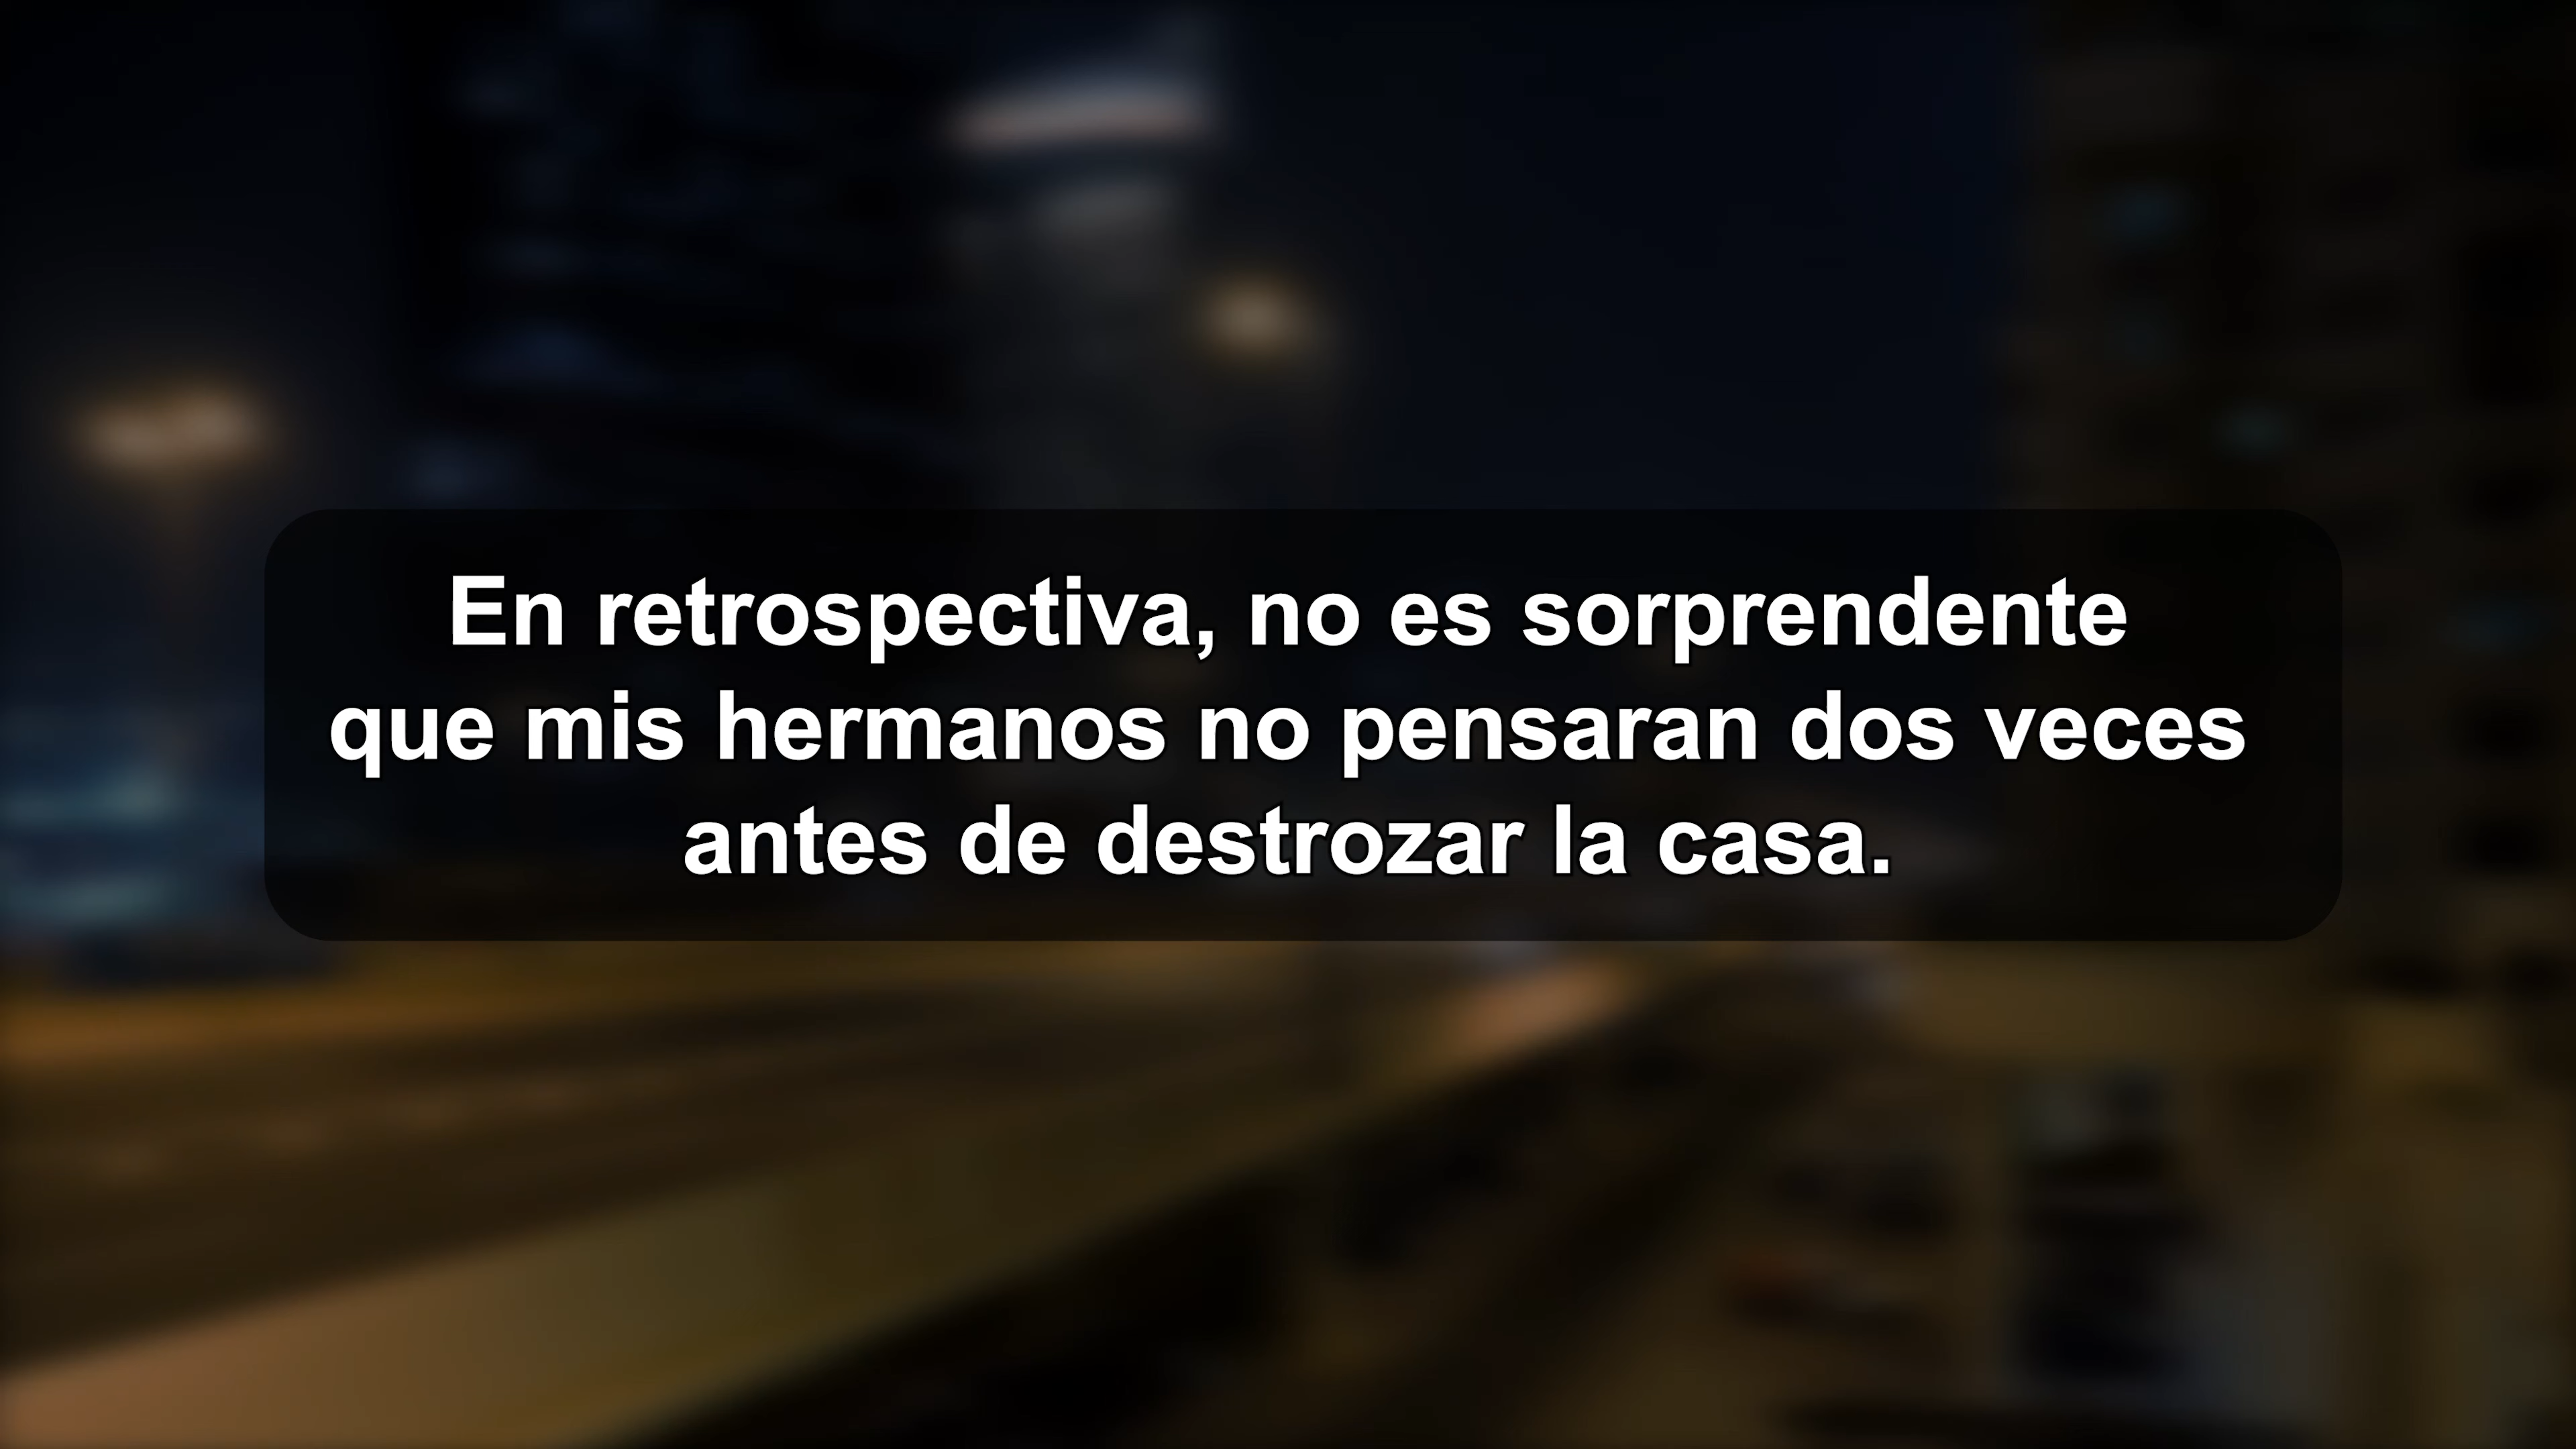 En retrospectiva, no es sorprendente
que mis hermanos no pensaran dos veces
antes de destrozar la casa.